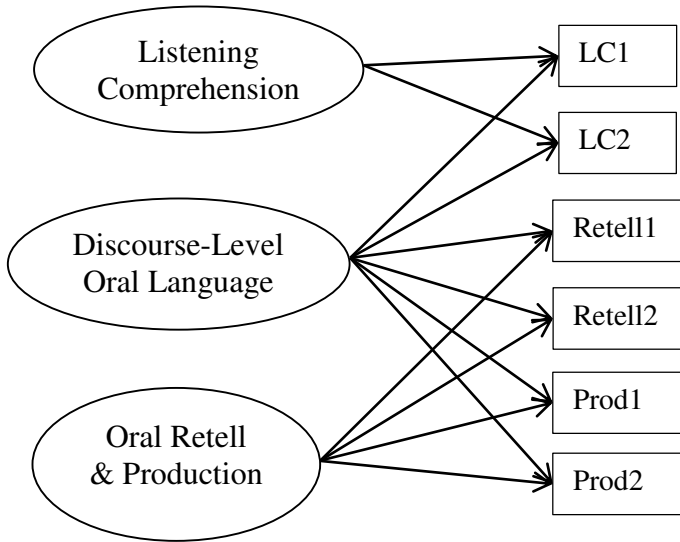 Listening
Comprehension
LC1
LC2
Discourse-Level
Oral Language
Retell1
Retell2
Oral Retell
& Production
Prod1
Prod2